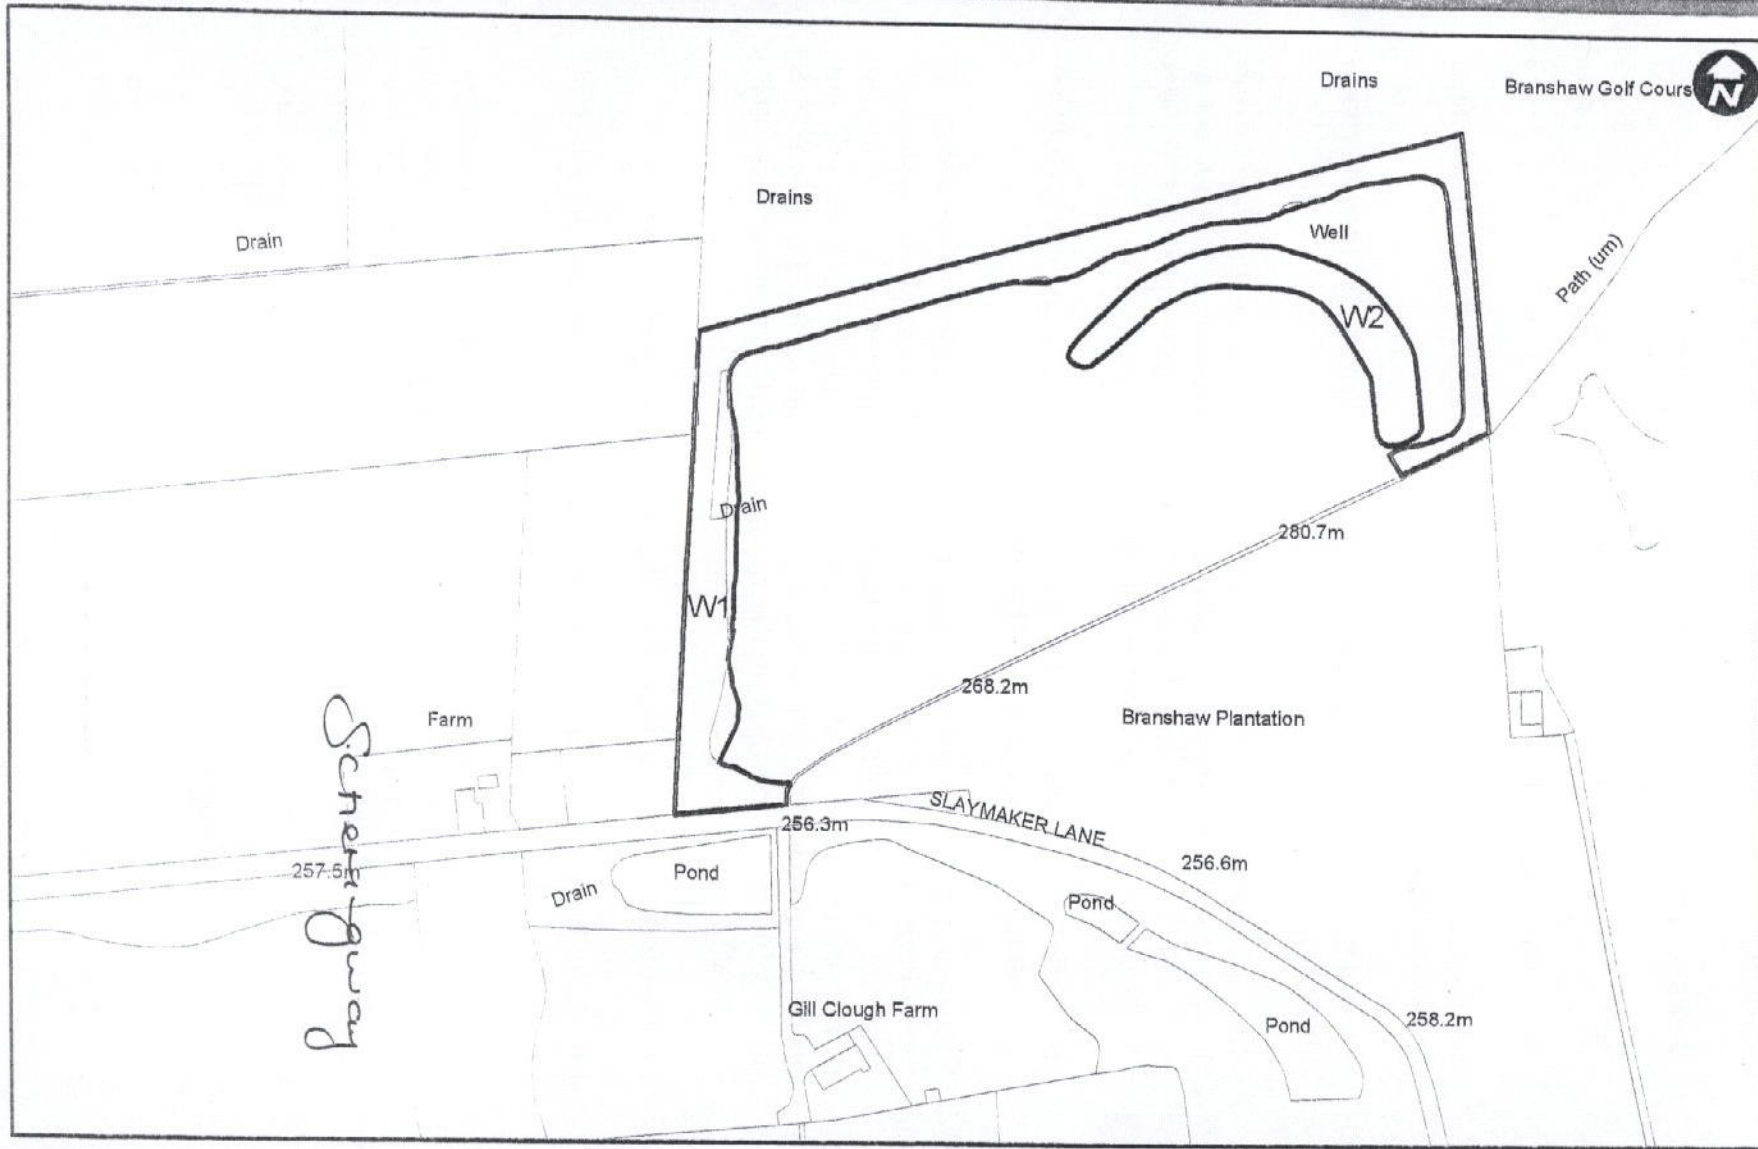 Drains
Branshaw Golf Cours
N
Drains
Drain
Well
Path (um)
W2
Drain
280.7m
W1
268.2m
Farm
Branshaw Plantation
SLAYMAKER LANE
256.3m
256.6m
257.5m
Pond
Drain
Pond
Gill Clough Farm
Pond
258.2m